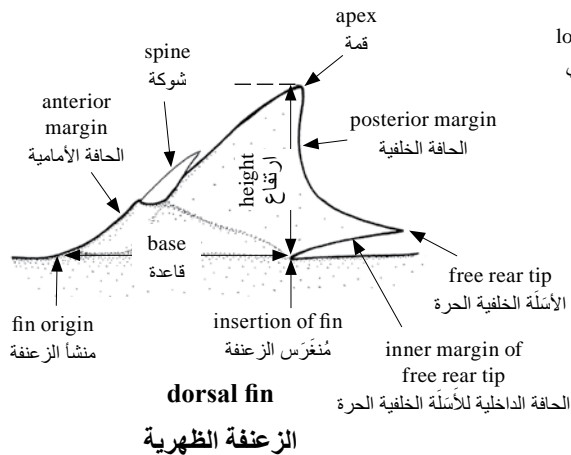 apex
قمة
lo
spine
شوكة
anterior
margin
الحافة الأمامية
posterior margin
الحافة الخلفية
height
ارتفاع
base
قاعدة
free rear tip
الأسَلَة الخلفية الحرة
fin origin
منشأ الزعنفة
insertion of fin
مُنغَرَس الزعنفة
inner margin of
free rear tip
الحافة الداخلية للأسَلَة الخلفية الحرة
dorsal fin
الزعنفة الظهرية